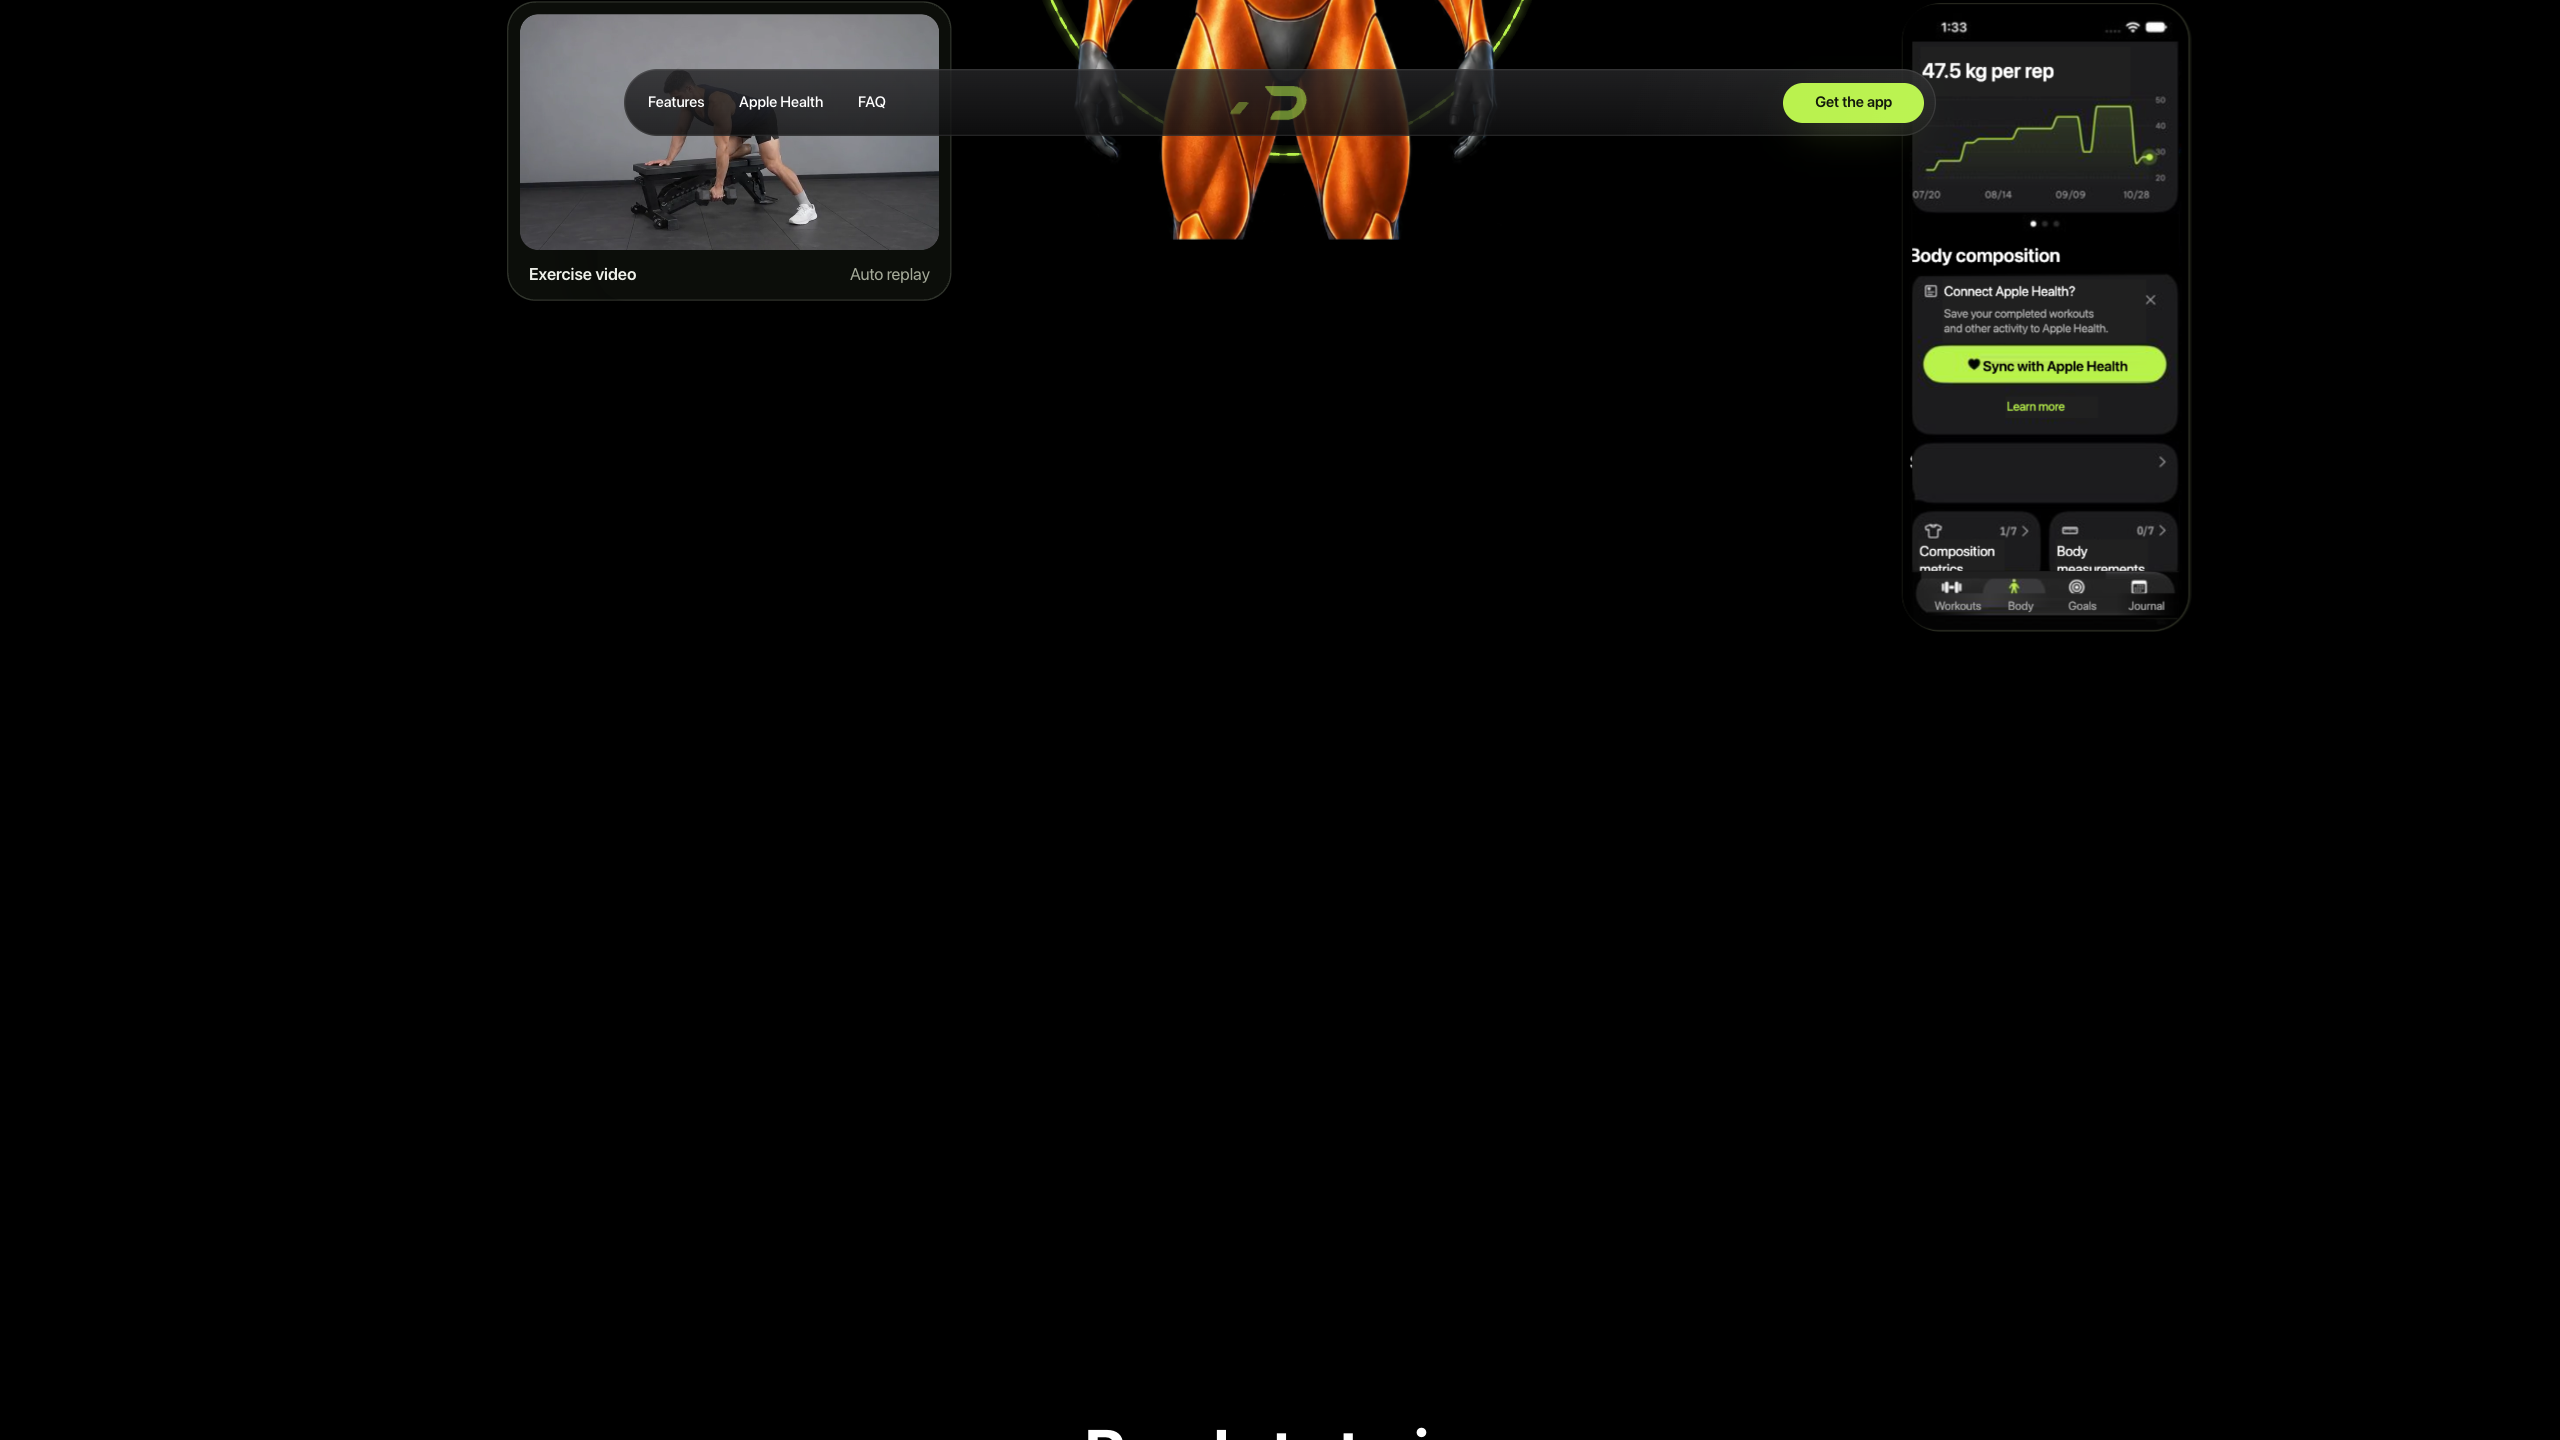 Features
Apple Health
FAQ
Get the app
Exercise video
Auto replay
1:33
47.5 kg per rep
50
40
30
20
07/20
08/14
09/09
10/28
Body composition
Connect Apple Health?
Save your completed workouts
and other activity to Apple Health.
Sync with Apple Health
Learn more
1/7
Composition
metrics
0/7
Body
measurements
Workouts
Body
Goals
Journal